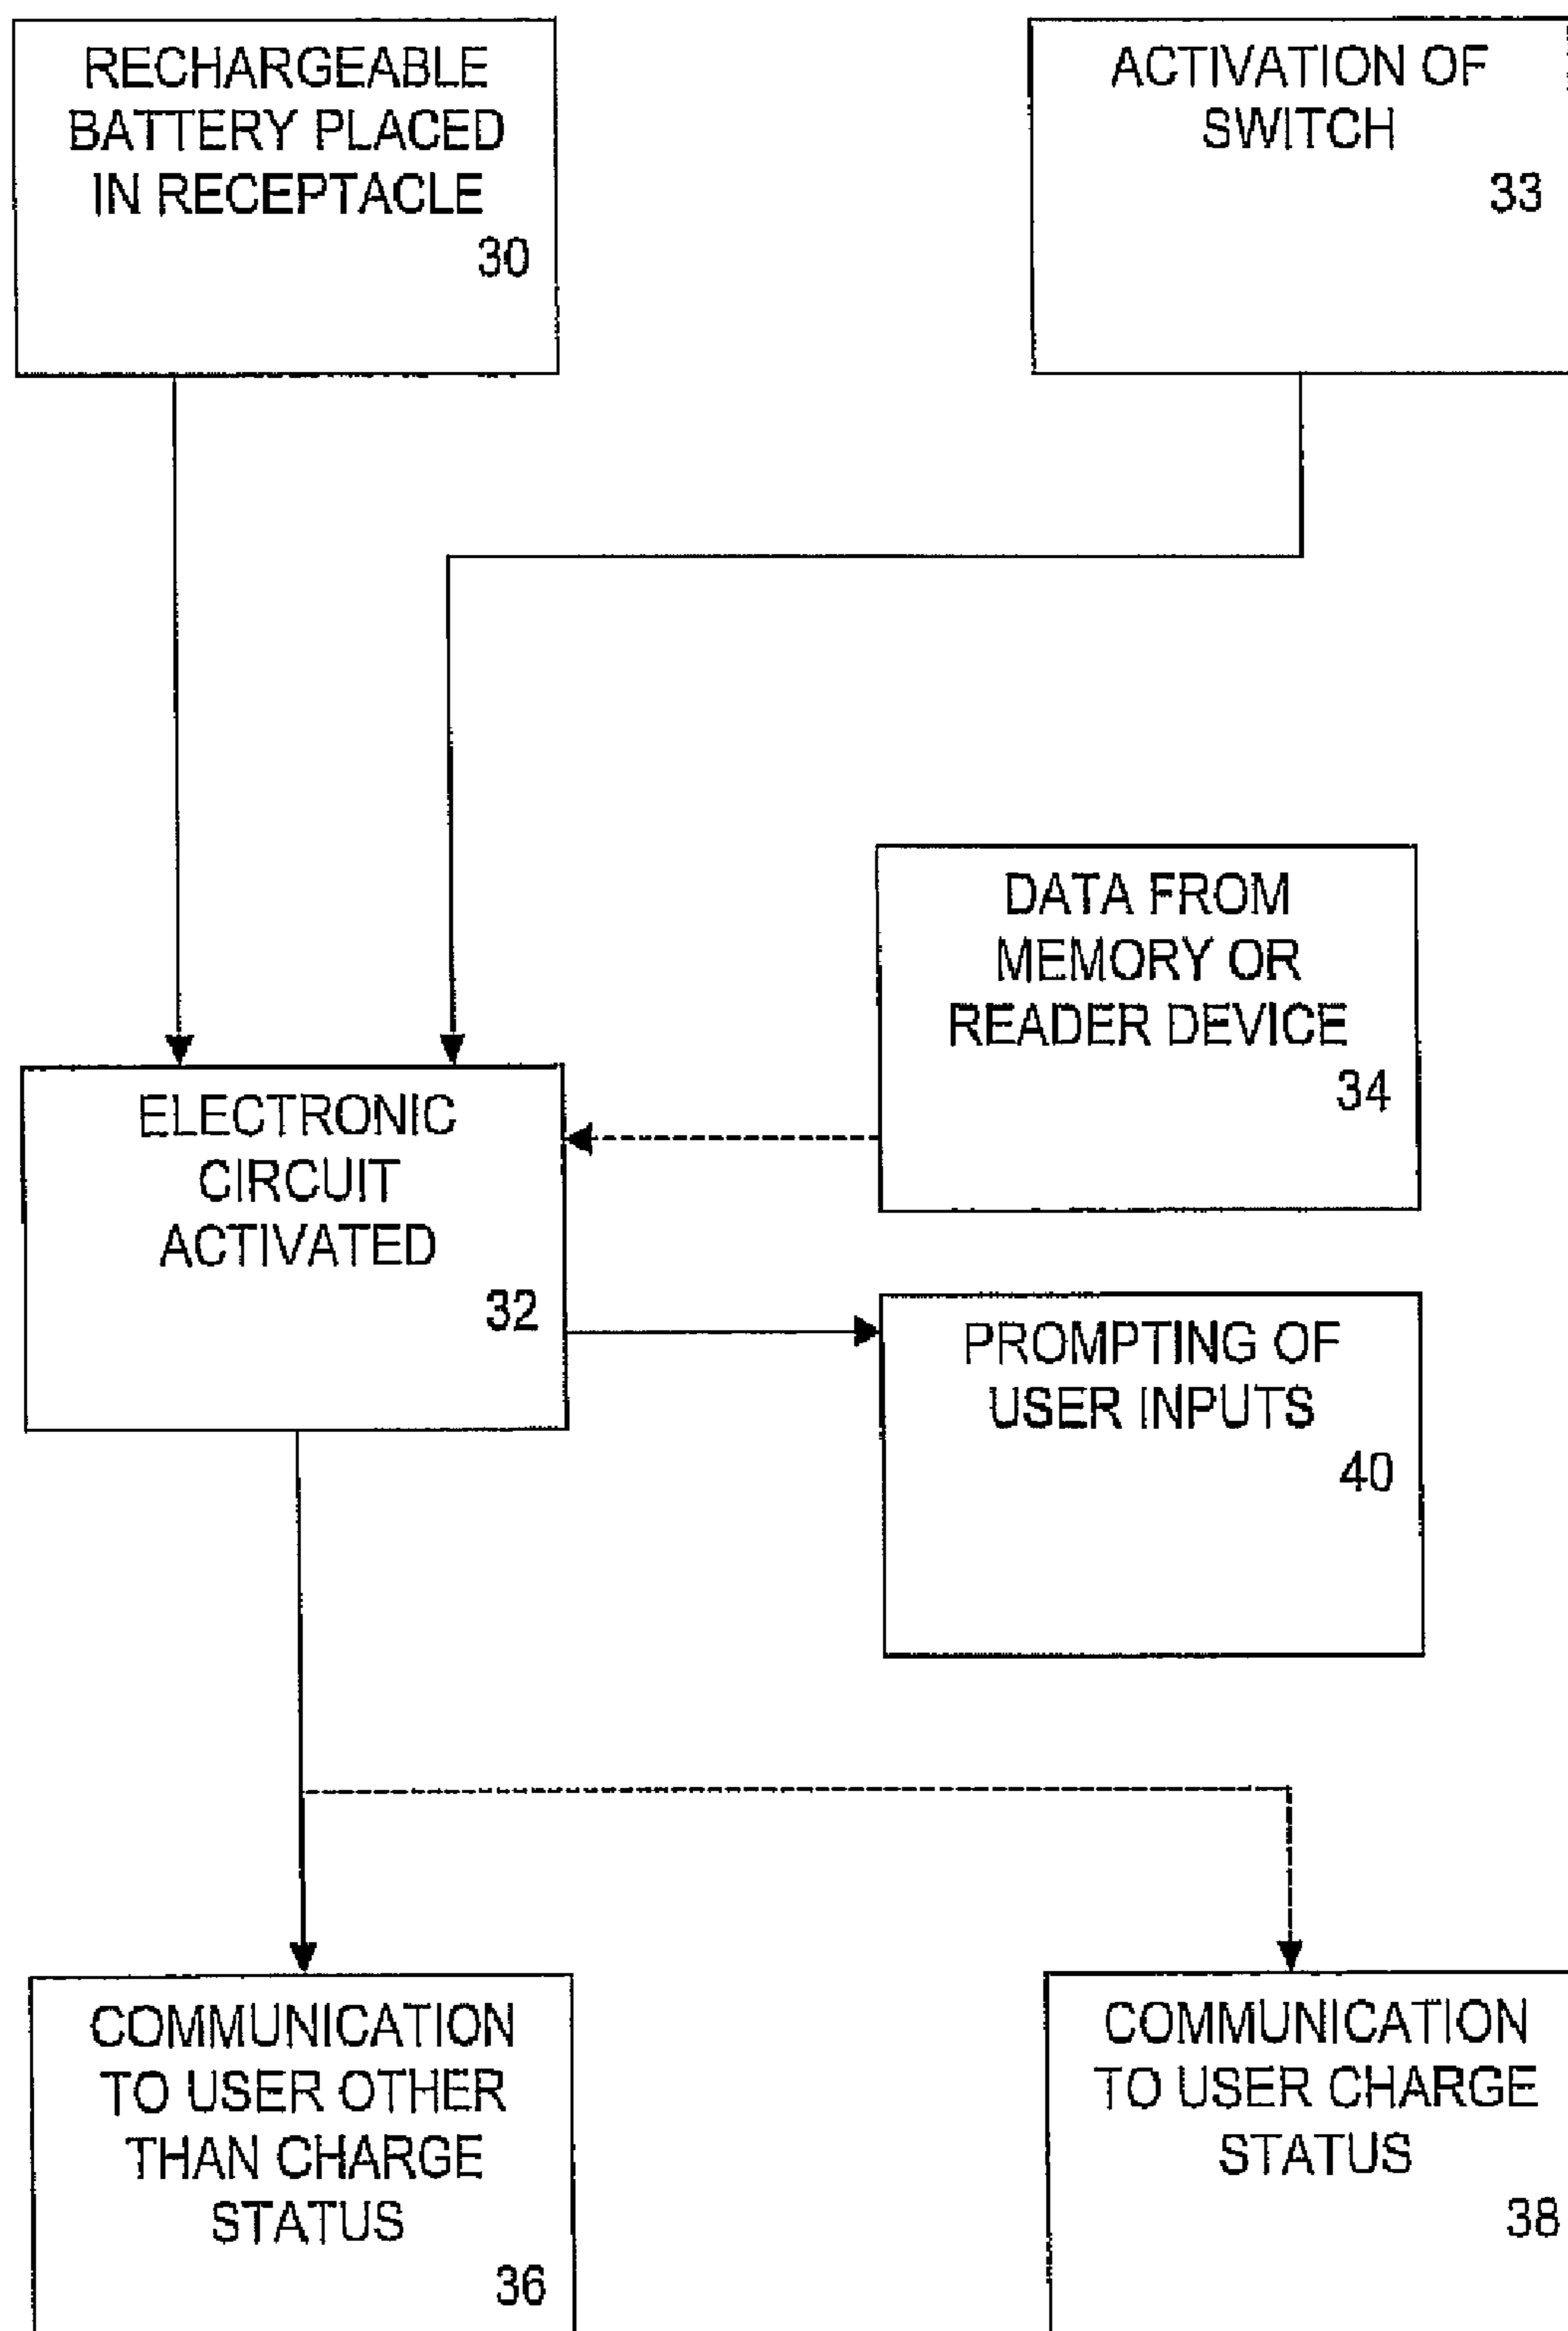 RECHARGEABLE
BATTERY PLACED
IN RECEPTACLE
30
ACTIVATION OF
SWITCH
33
DATA FROM
MEMORY OR
READER DEVICE
34
ELECTRONIC
CIRCUIT
ACTIVATED
32
PROMPTING OF
USER INPUTS
40
COMMUNICATION
TO USER OTHER
THAN CHARGE
STATUS
36
COMMUNICATION
TO USER CHARGE
STATUS
38